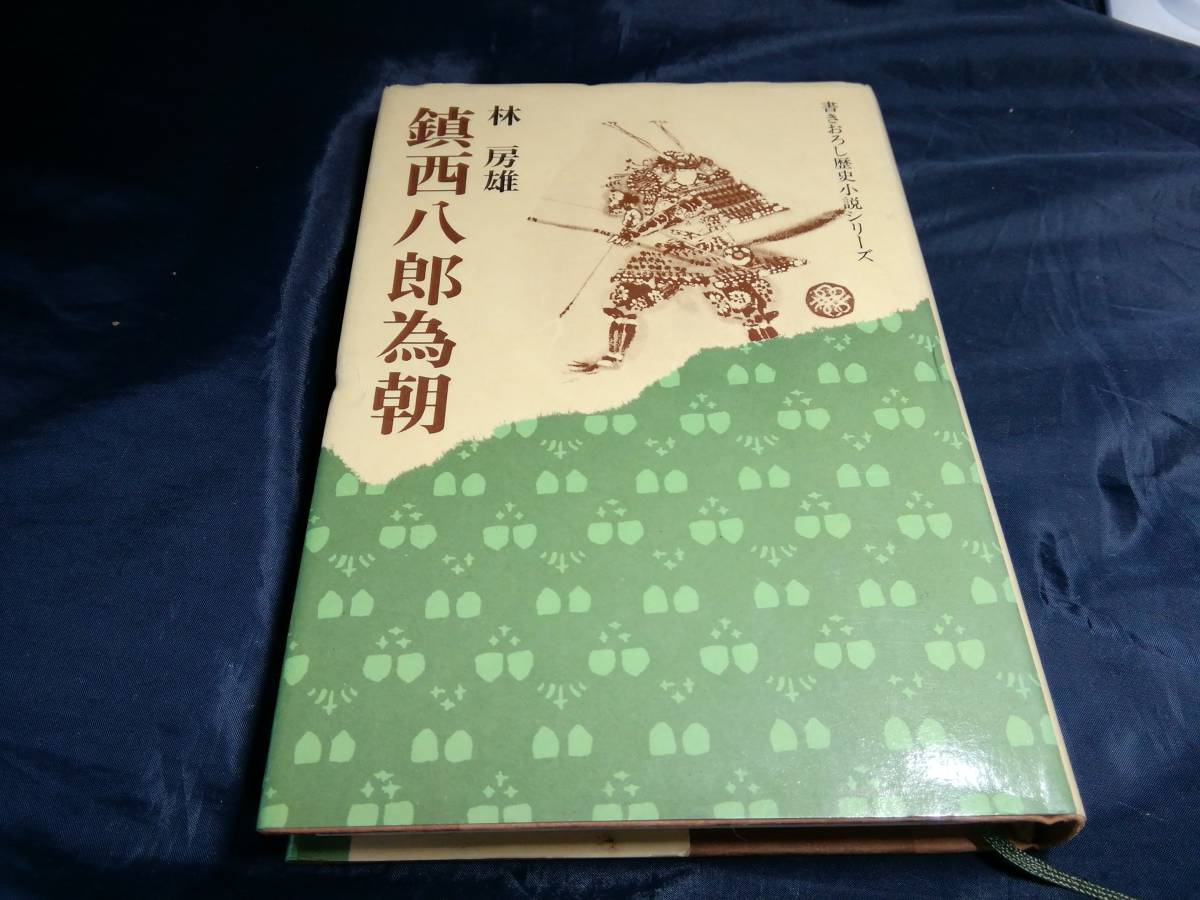 書きおろし歴史小説シリーズ
林 房雄
鎮西八郎為朝